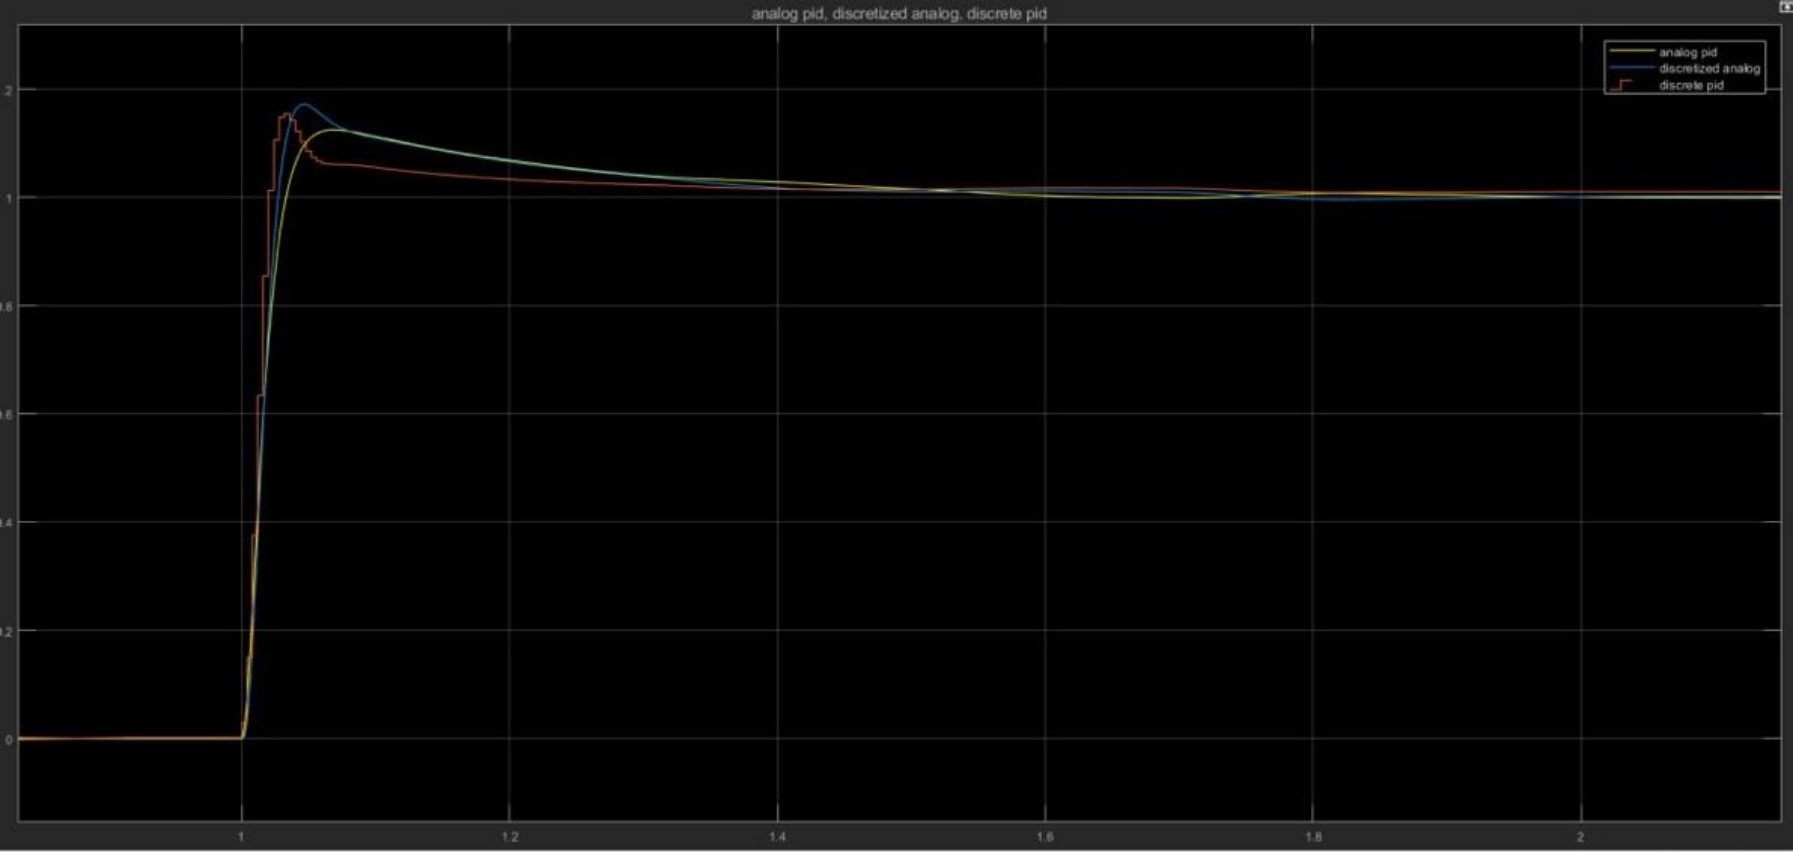 analog pid, discretized analog. discrete pid
analog pid
discretized analog
discrete pid
.2
1
0
1
1.2
1.4
1.6
1.8
2